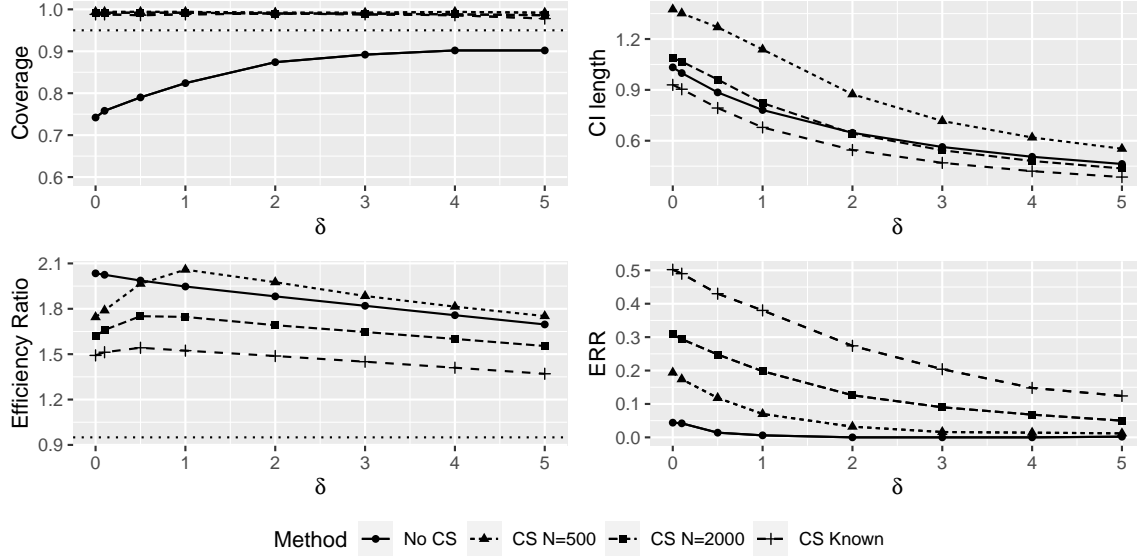 Coverage
1.0
0.9
0.8
0.7
0.6
0 1 2 3 4 5
δ
CI length
1.2
0.9
0.6
0 1 2 3 4 5
δ
Efficiency Ratio
2.1
1.8
1.5
1.2
0.9
0 1 2 3 4 5
δ
ERR
0.5
0.4
0.3
0.2
0.1
0.0
0 1 2 3 4 5
δ
Method No CS CS N=500 CS N=2000 CS Known